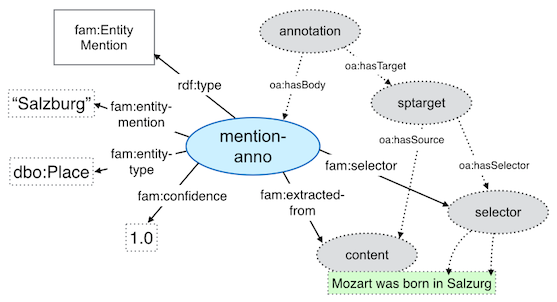 fam:Entity
Mention
annotation
oa:hasTarget
rdf:type
oa:hasBody
sptarget
“Salzburg”
fam:entity-
mention
mention-
anno
oa:hasSource
dbo:Place
fam:entity-
type
fam:selector
oa:hasSelector
fam:confidence
fam:extracted-
from
selector
1.0
content
Mozart was born in Salzurg